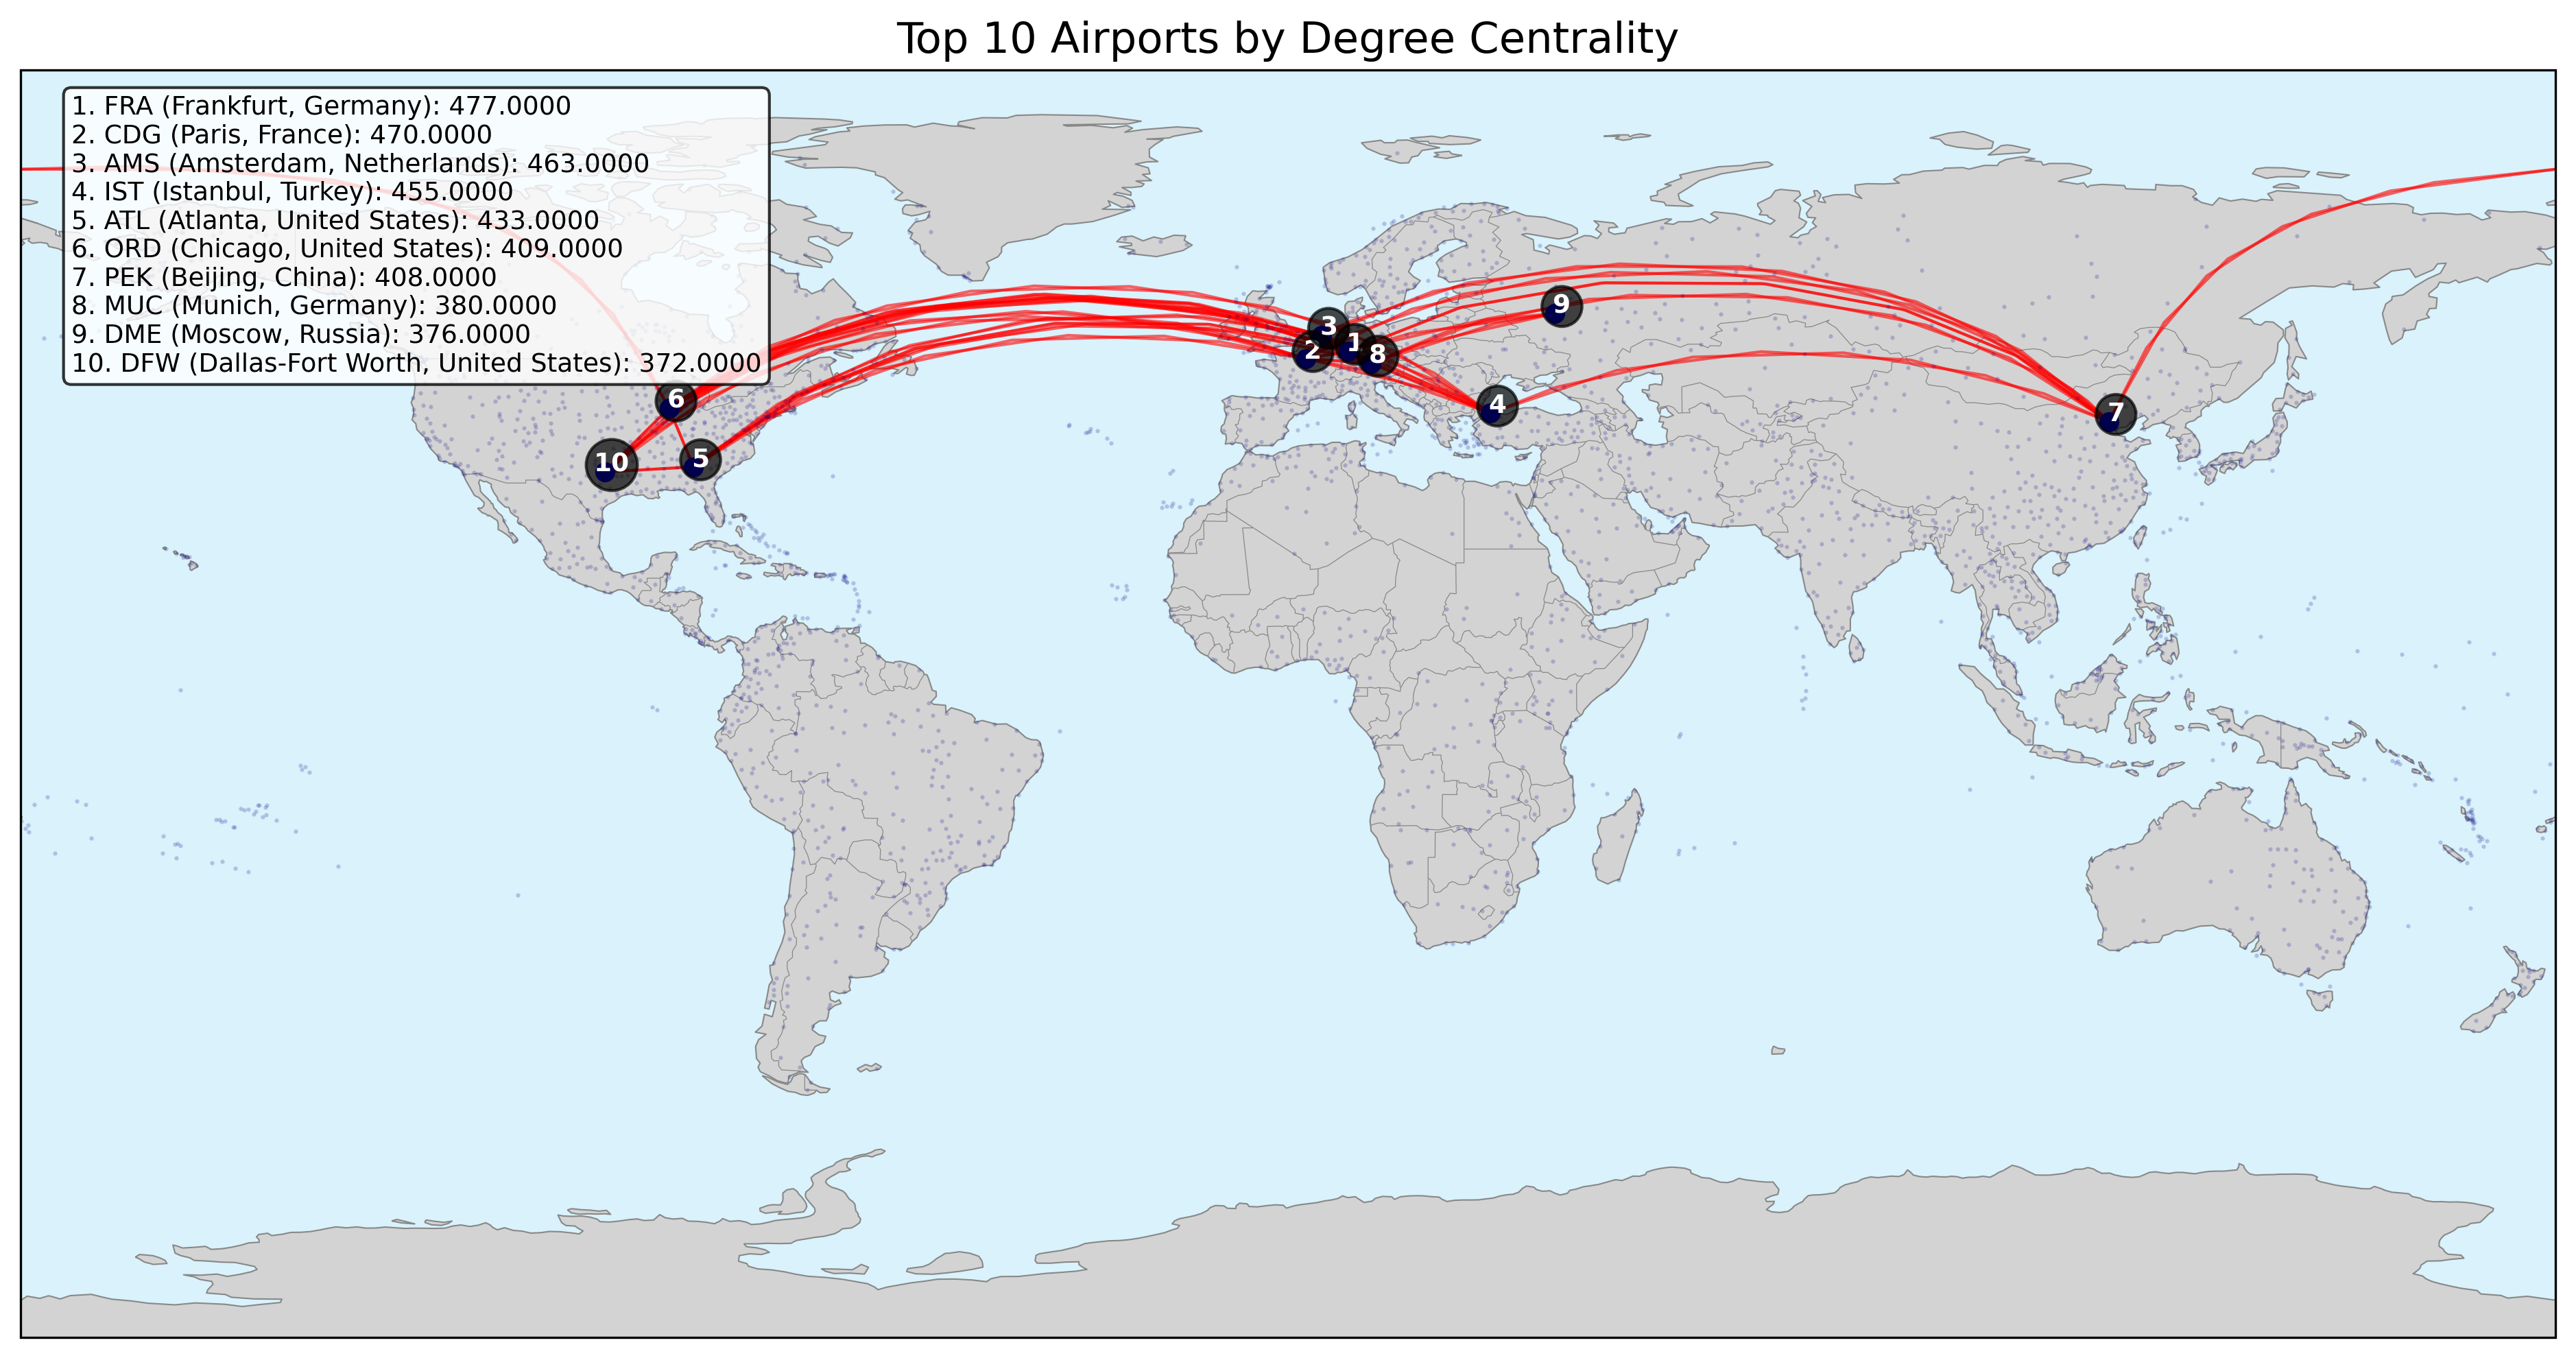 Top 10 Airports by Degree Centrality
1. FRA (Frankfurt, Germany): 477.0000
2. CDG (Paris, France): 470.0000
3. AMS (Amsterdam, Netherlands): 463.0000
4. IST (Istanbul, Turkey): 455.0000
5. ATL (Atlanta, United States): 433.0000
6. ORD (Chicago, United States): 409.0000
7. PEK (Beijing, China): 408.0000
8. MUC (Munich, Germany): 380.0000
9. DME (Moscow, Russia): 376.0000
10. DFW (Dallas-Fort Worth, United States): 372.0000
9
3
1
2
8
6
4
7
10
5